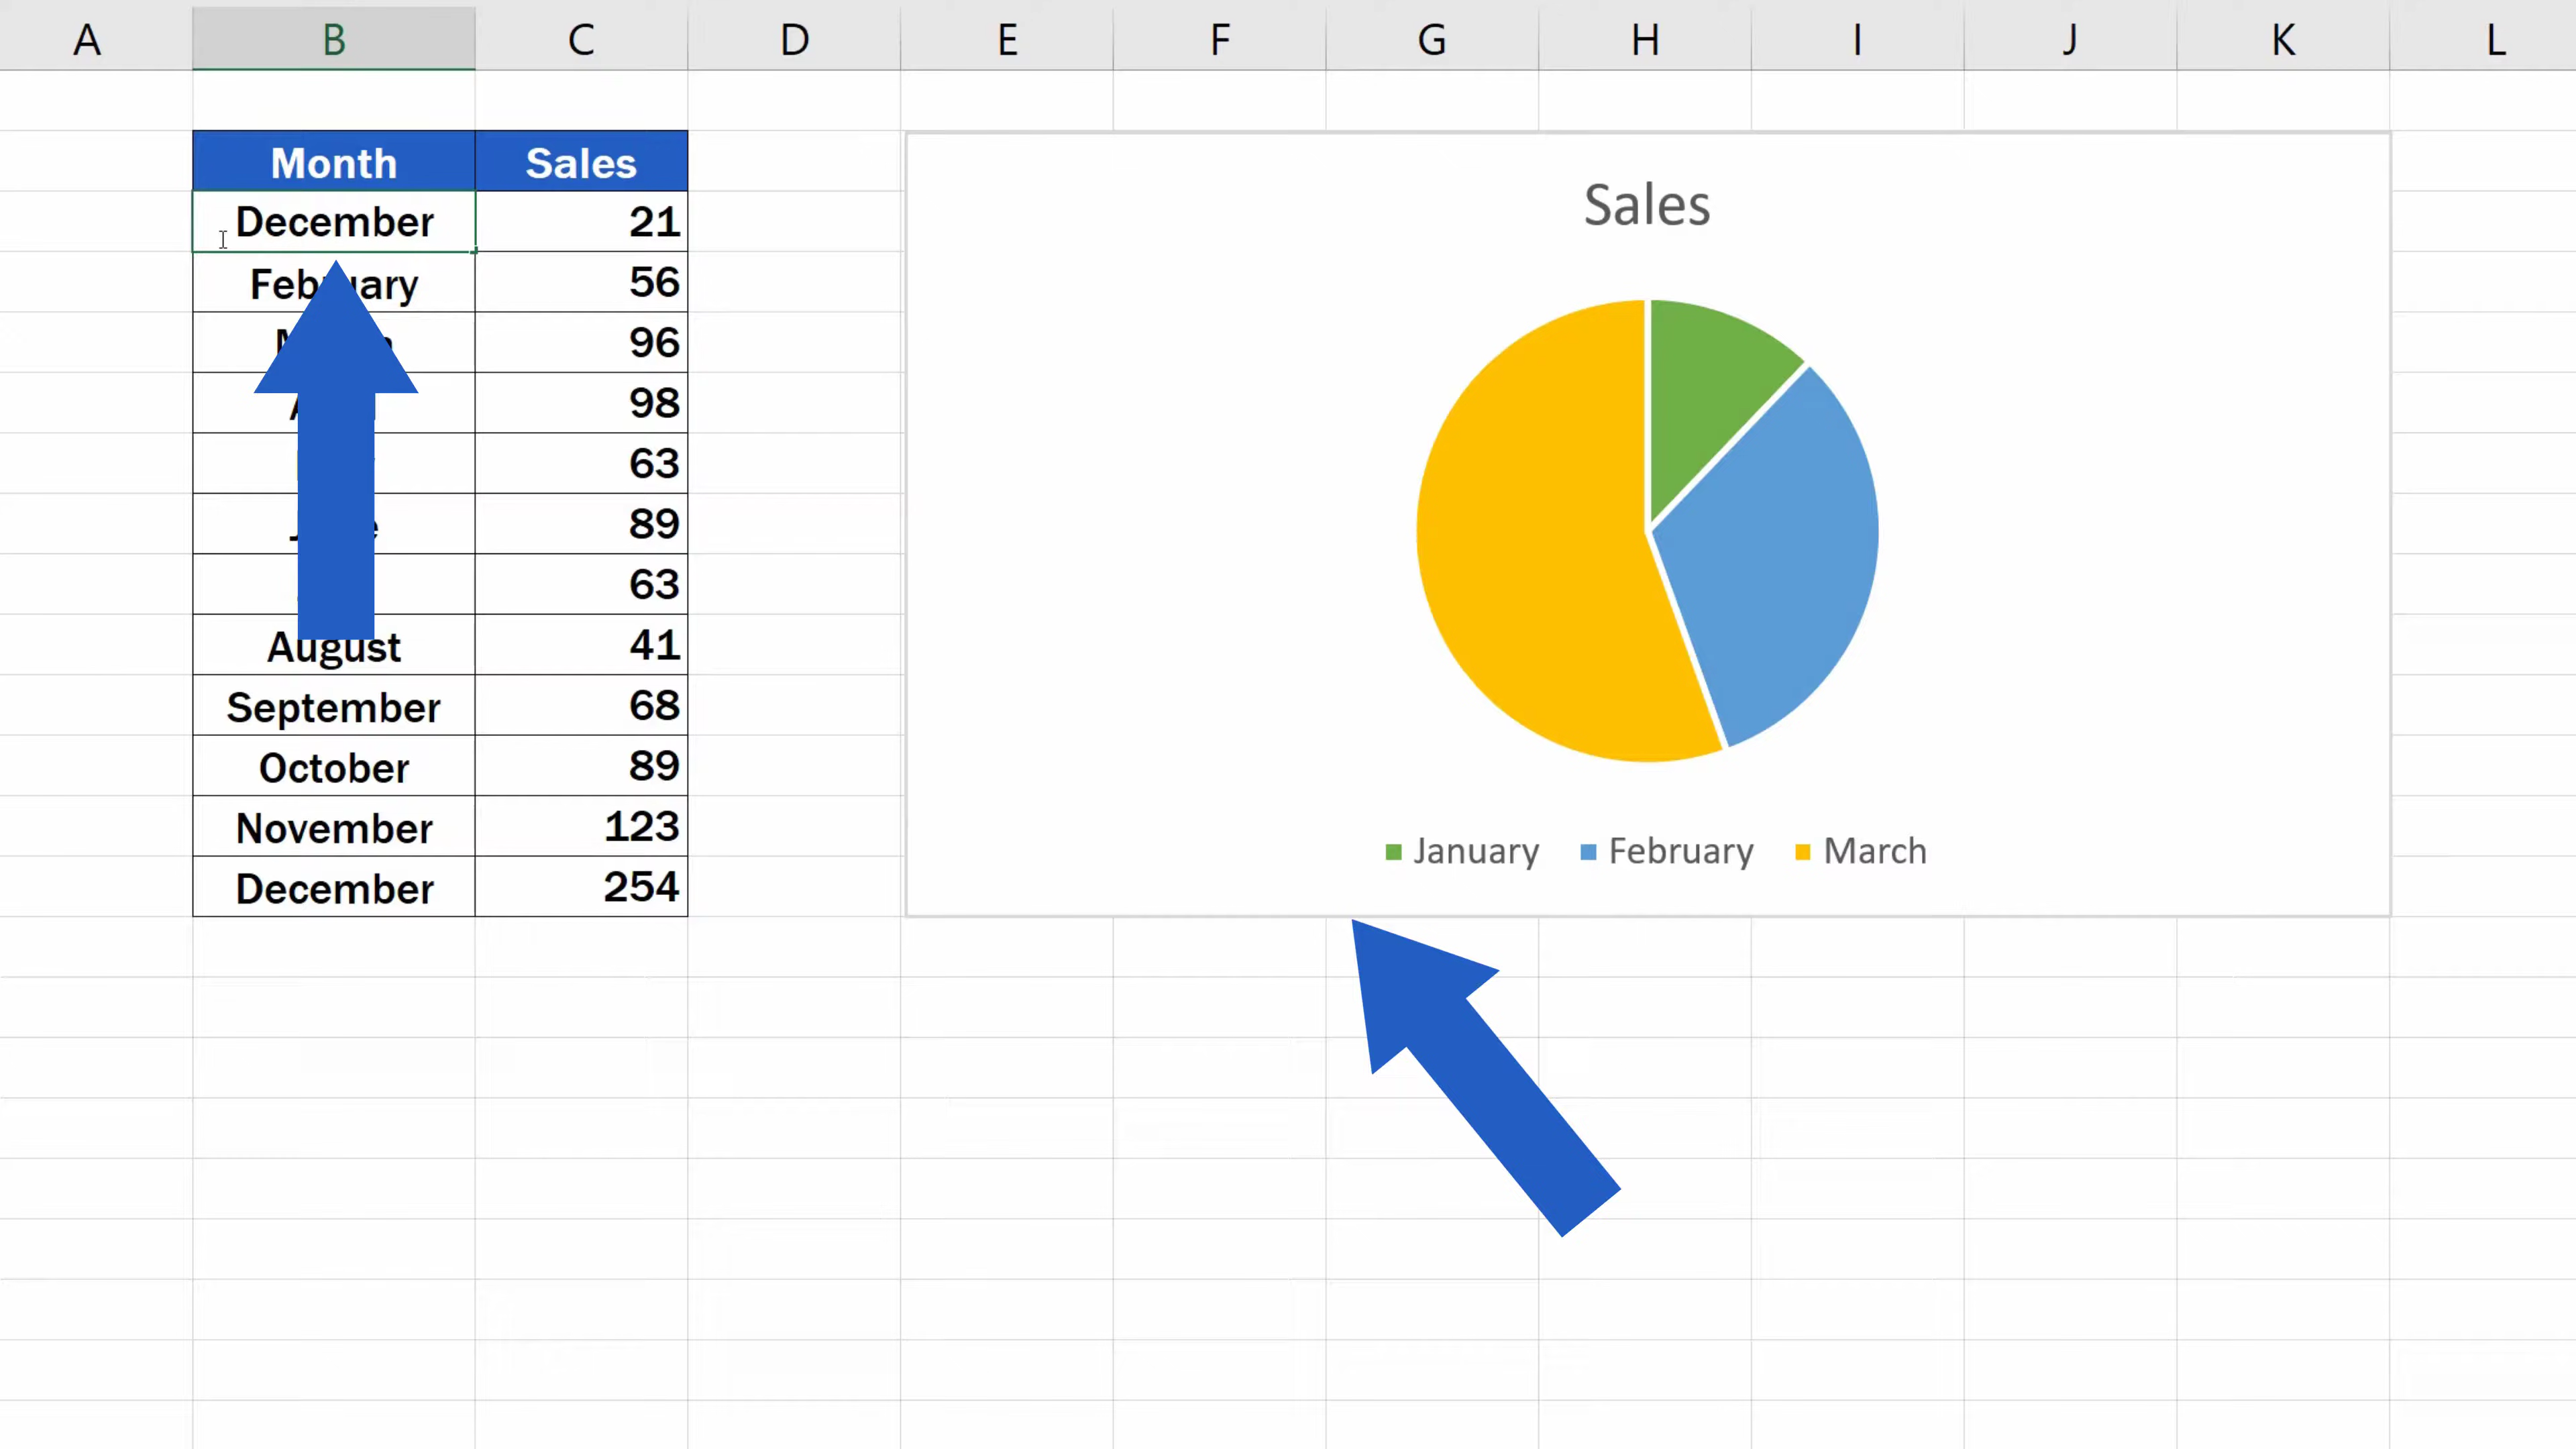 A B C D E F G H I J K L
Month Sales
December 21
February 56
96
98
63
89
63
August 41
September 68
October 89
November 123
December 254
Sales
January February March